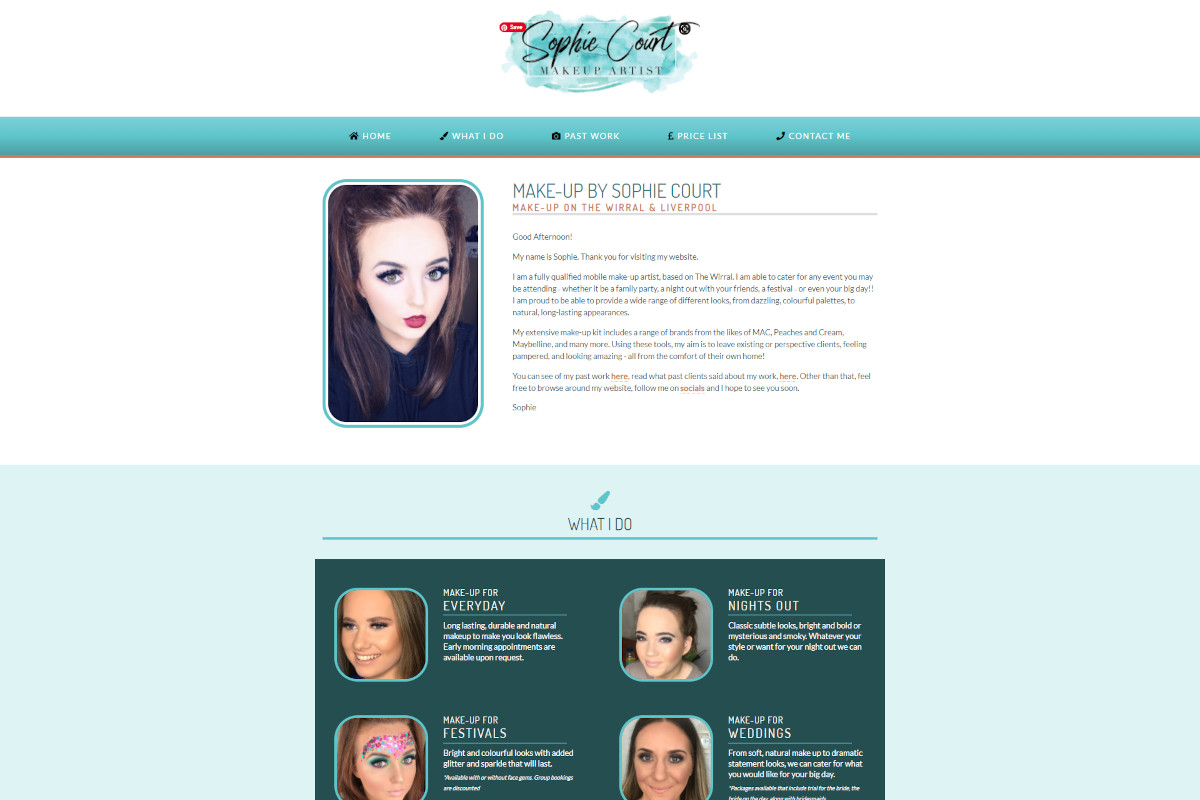 Save
Sophie Court
MAKEUP ARTIST
HOME
WHAT I DO
PAST WORK
£ PRICE LIST
CONTACT ME
MAKE-UP BY SOPHIE COURT
MAKE-UP ON THE WIRRAL & LIVERPOOL
Good Afternoon!
My name is Sophie. Thank you for visiting my website.
I am a fully qualified mobile make-up artist, based on The Wirral. I am able to cater for any event you may
be attending - whether it be a family party, a night out with your friends, a festival - or even your big day!!
I am proud to be able to provide a wide range of different looks, from dazzling, colourful palettes, to
natural, long-lasting appearances.
My extensive make-up kit includes a range of brands from the likes of MAC, Peaches and Cream,
Maybelline, and many more. Using these tools, my aim is to leave existing or perspective clients, feeling
pampered, and looking amazing - all from the comfort of their own home!
You can see of my past work here, read what past clients said about my work, here. Other than that, feel
free to browse around my website, follow me on socials and I hope to see you soon.
Sophie
WHAT I DO
MAKE-UP FOR
EVERYDAY
Long lasting, durable and natural
makeup to make you look flawless.
Early morning appointments are
available upon request.
MAKE-UP FOR
NIGHTS OUT
Classic subtle looks, bright and bold or
mysterious and smoky. Whatever your
style or want for your night out we can
do.
MAKE-UP FOR
FESTIVALS
Bright and colourful looks with added
glitter and sparkle that will last.
*Available with or without face gems. Group bookings
are discounted
MAKE-UP FOR
WEDDINGS
From soft, natural make up to dramatic
statement looks, we can cater for what
you would like for your big day.
*Packages available that include trial for the bride, the
bride on the day, along with bridesmaids